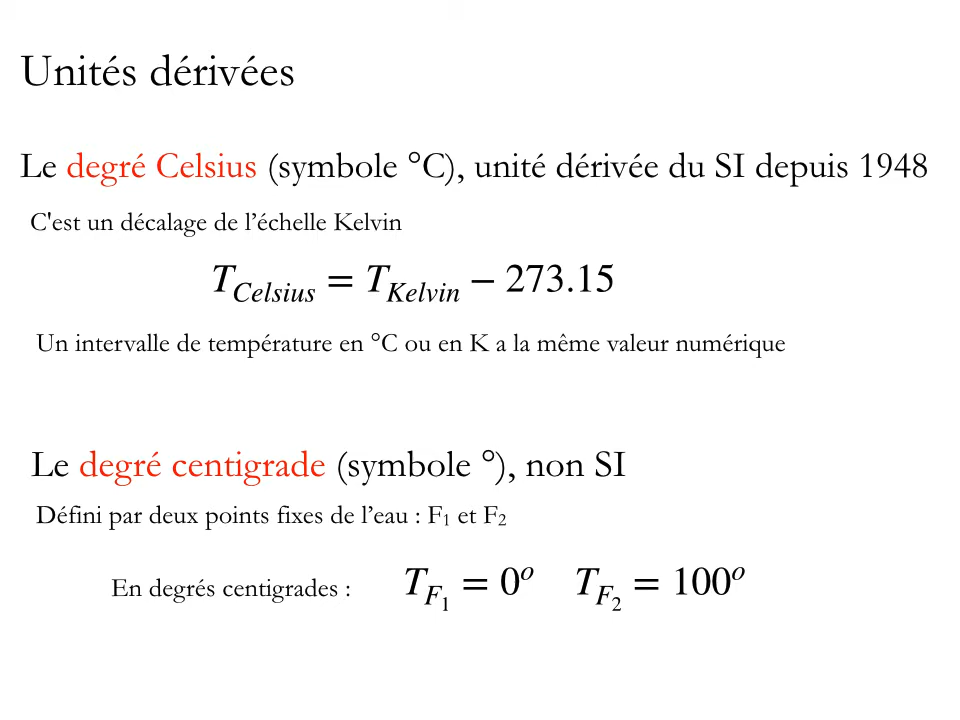 Unités dérivées
Le degré Celsius (symbole °C), unité dérivée du SI depuis 1948
C'est un décalage de l’échelle Kelvin
T_Celsius = T_Kelvin − 273.15
Un intervalle de température en °C ou en K a la même valeur numérique
Le degré centigrade (symbole °), non SI
Défini par deux points fixes de l’eau : F₁ et F₂
En degrés centigrades : T_F₁ = 0° T_F₂ = 100°